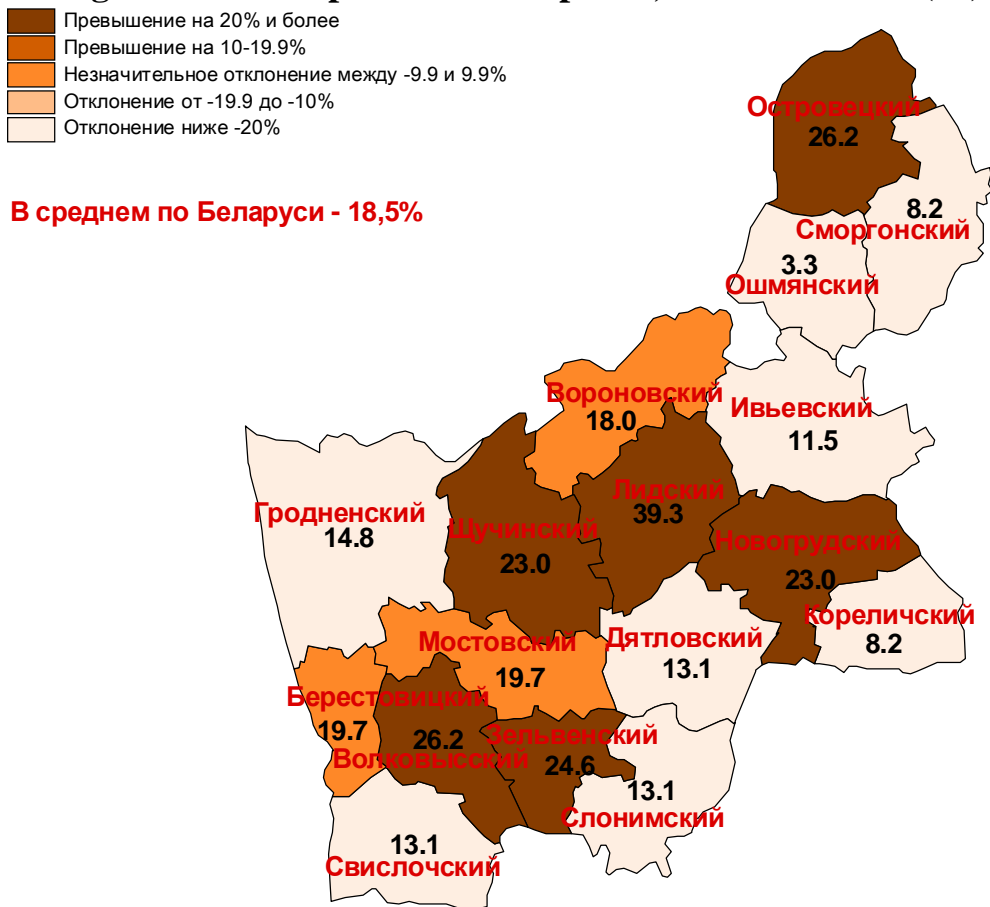 Превышение на 20% и более
Превышение на 10-19.9%
Незначительное отклонение между -9.9 и 9.9%
Отклонение от -19.9 до -10%
Отклонение ниже -20%
В среднем по Беларуси - 18,5%
Островецкий
26.2
8.2
Сморгонский
3.3
Ошмянский
Вороновский
18.0
Ивьевский
11.5
Лидский
39.3
Гродненский
14.8
Щучинский
23.0
Новогрудский
23.0
Кореличский
8.2
Мостовский
19.7
Дятловский
13.1
Берестовицкий
19.7
26.2
Волковысский
Зельвенский
24.6
13.1
Слонимский
13.1
Свислочский